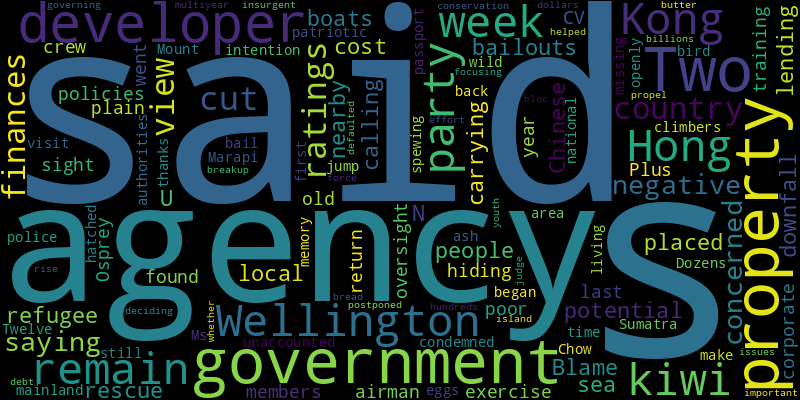 governing multiyear insurgent conservation dollars butter
developer boats patriotic week CV helped Kong billions
crew Mount intention cost bailouts wild openly bird Two
finances policies went view cut ratings nearby calling party passport focusing missing training lending
said
plain sight visit authorities thanks bail Marapi breakup first force jump defaulted spewing effort back carrying year bloc Chinese national propel country climbers Hong Plus negative
U old N area
agency S property downfall
police hatched Osprey found local memory return oversight people hiding ash began youth judge living placed Dozens concerned corporate
rise
refugee Twelve saying deciding Wellington whether bread postponed hundreds poor island last potential time Sumatra
still Ms unaccounted condemned Chow make issues
remain government Blame kiwi
debt mainland rescue members airman eggs exercise sea important